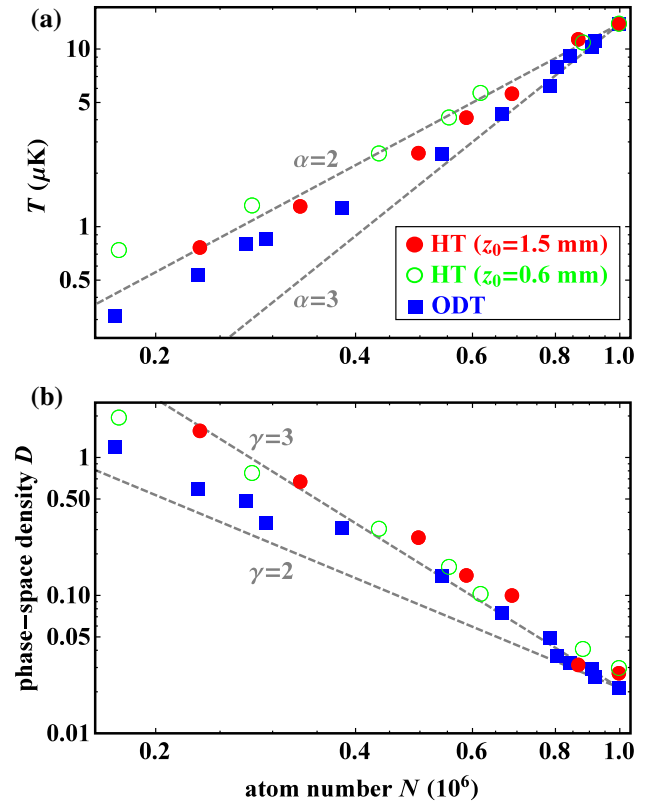 (a)
10
5
1
0.5
T (μK)
α=2
α=3
HT (z₀=1.5 mm)
HT (z₀=0.6 mm)
ODT
0.2 0.4 0.6 0.8 1.0
(b)
1
0.50
0.10
0.05
0.01
phase−space density D
γ=3
γ=2
0.2 0.4 0.6 0.8 1.0
atom number N (10⁶)